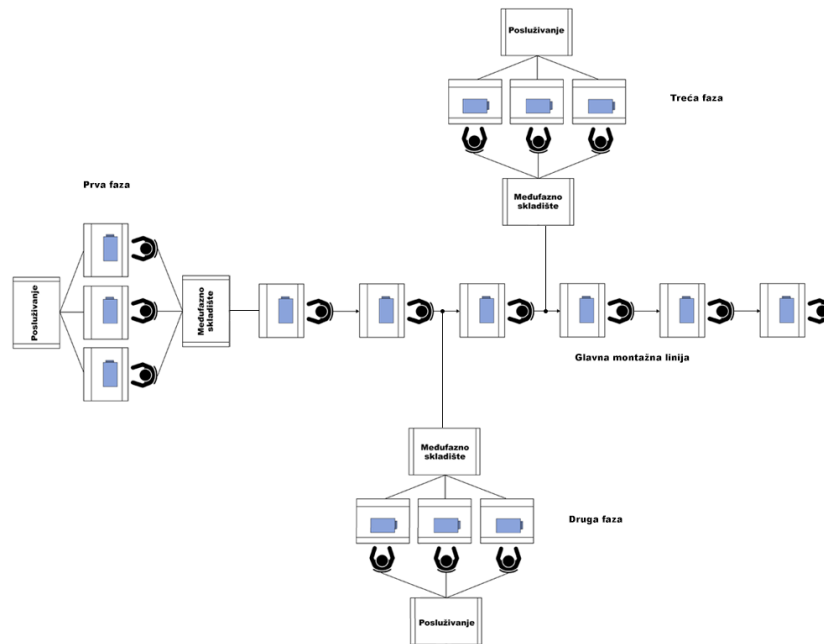 Posluživanje
Treća faza
Međufazno
skladište
Prva faza
Posluživanje
Međufazno
skladište
Glavna montažna linija
Međufazno
skladište
Druga faza
Posluživanje